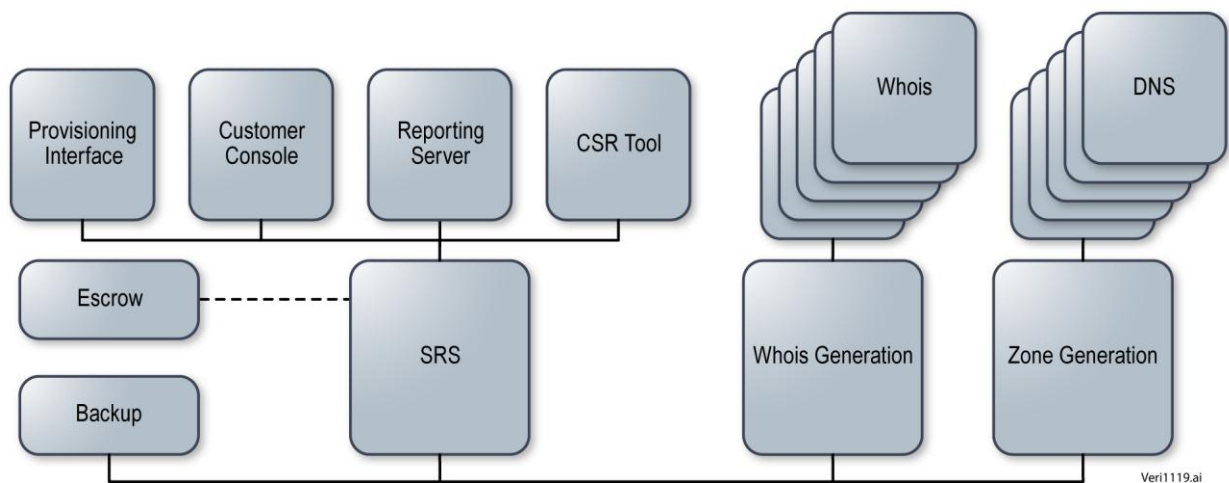 Provisioning
Interface
Customer
Console
Reporting
Server
CSR Tool
Whois
DNS
Escrow
SRS
Whois Generation
Zone Generation
Backup
Veri1119.ai